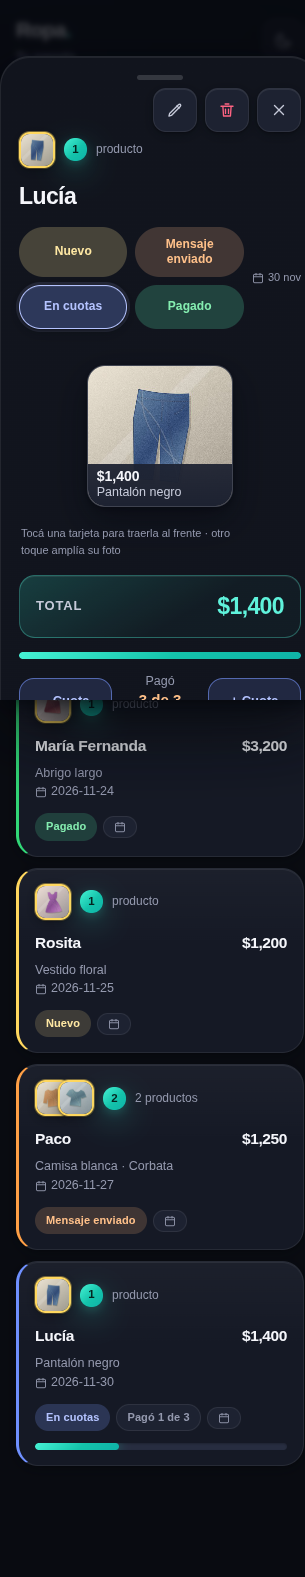 Ropa.
1 producto
Lucía
Nuevo
Mensaje
enviado
30 nov
En cuotas
Pagado
$1,400
Pantalón negro
Tocá una tarjeta para traerla al frente · otro
toque amplía su foto
TOTAL
$1,400
Pagó
1 producto
María Fernanda
$3,200
Abrigo largo
2026-11-24
Pagado
1 producto
Rosita
$1,200
Vestido floral
2026-11-25
Nuevo
2 2 productos
Paco
$1,250
Camisa blanca · Corbata
2026-11-27
Mensaje enviado
1 producto
Lucía
$1,400
Pantalón negro
2026-11-30
En cuotas
Pagó 1 de 3